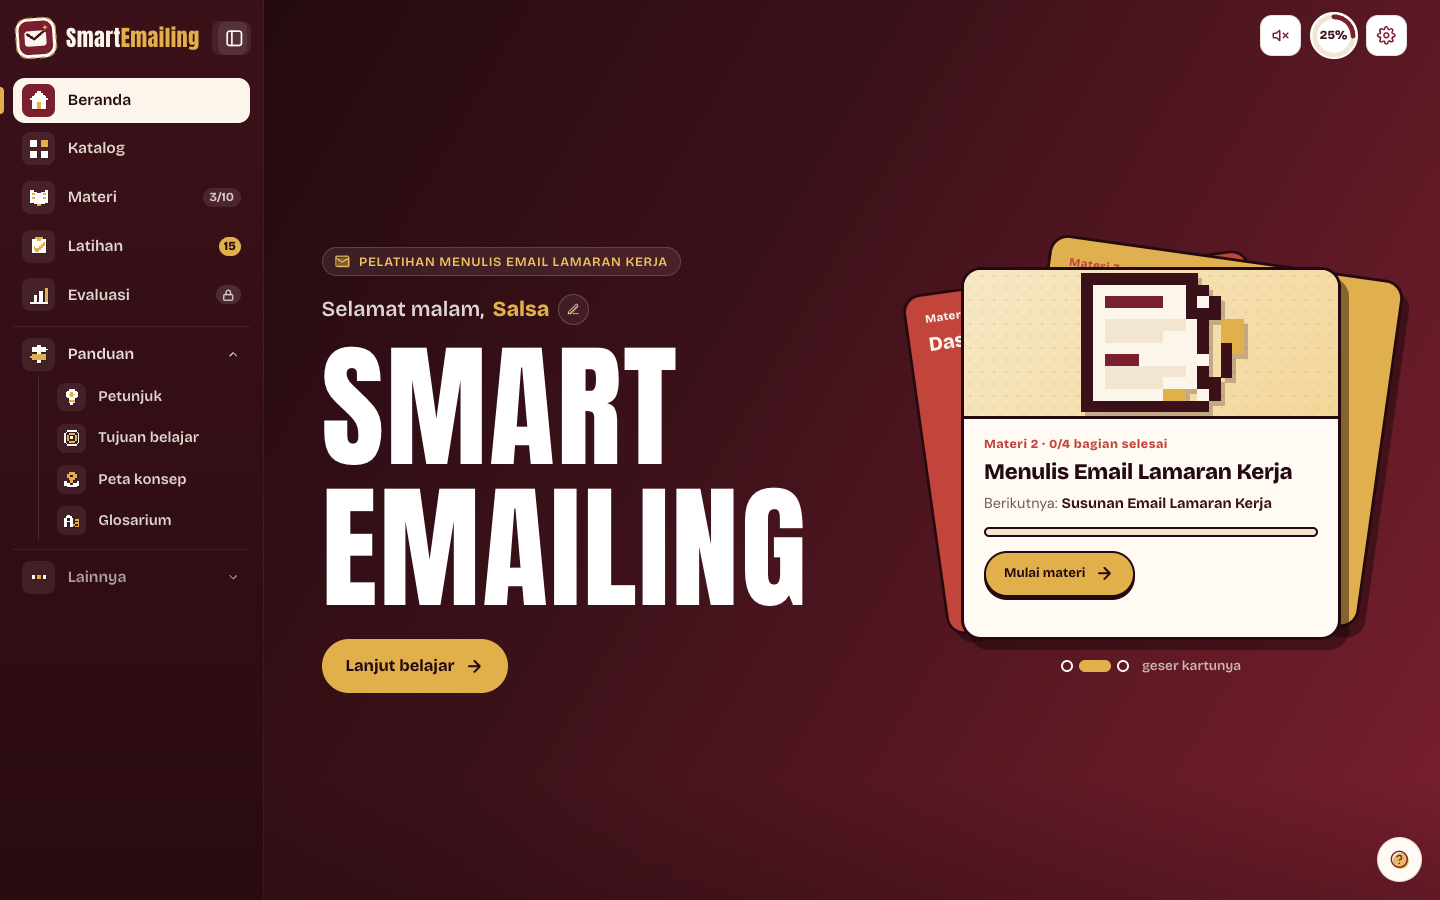 SmartEmailing
Beranda
Katalog
Materi 3/10
Latihan 15
Evaluasi
Panduan
Petunjuk
Tujuan belajar
Peta konsep
Glosarium
Lainnya
25%
PELATIHAN MENULIS EMAIL LAMARAN KERJA
Selamat malam, Salsa
SMART
EMAILING
Lanjut belajar
Materi 2 · 0/4 bagian selesai
Menulis Email Lamaran Kerja
Berikutnya: Susunan Email Lamaran Kerja
Mulai materi
geser kartunya